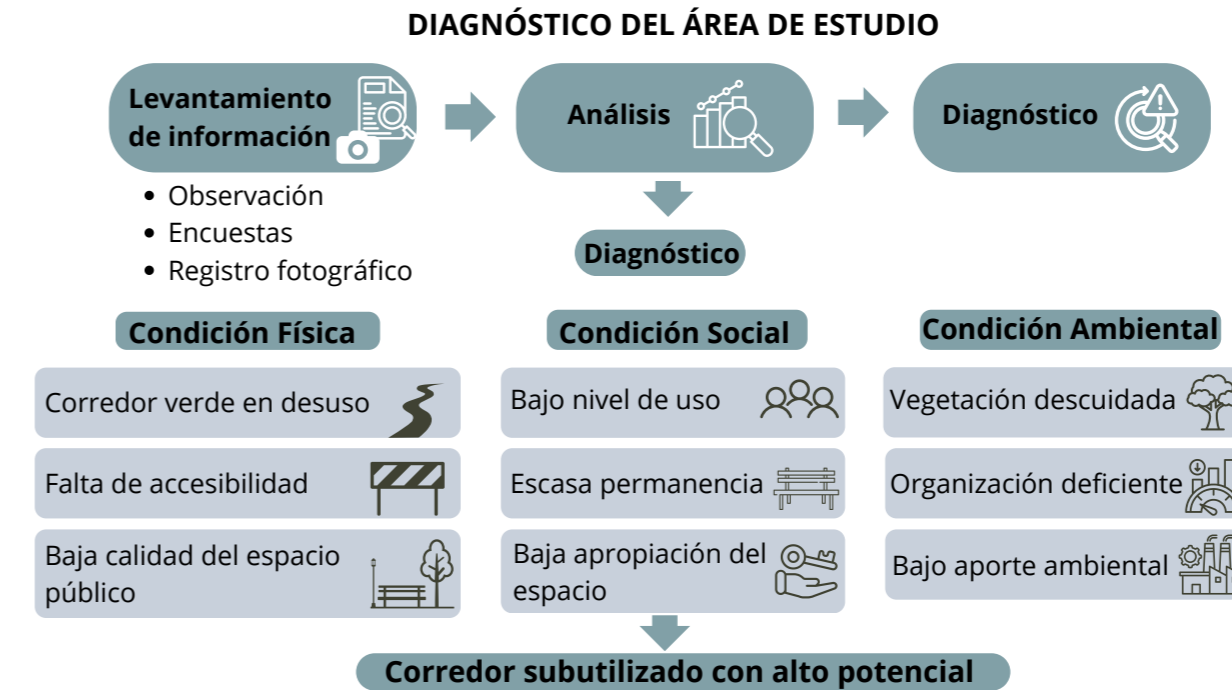 DIAGNÓSTICO DEL ÁREA DE ESTUDIO
Levantamiento
de información
Análisis
Diagnóstico
• Observación
• Encuestas
• Registro fotográfico
Diagnóstico
Condición Física
Corredor verde en desuso
Falta de accesibilidad
Baja calidad del espacio
público
Condición Social
Bajo nivel de uso
Escasa permanencia
Baja apropiación del
espacio
Condición Ambiental
Vegetación descuidada
Organización deficiente
Bajo aporte ambiental
Corredor subutilizado con alto potencial